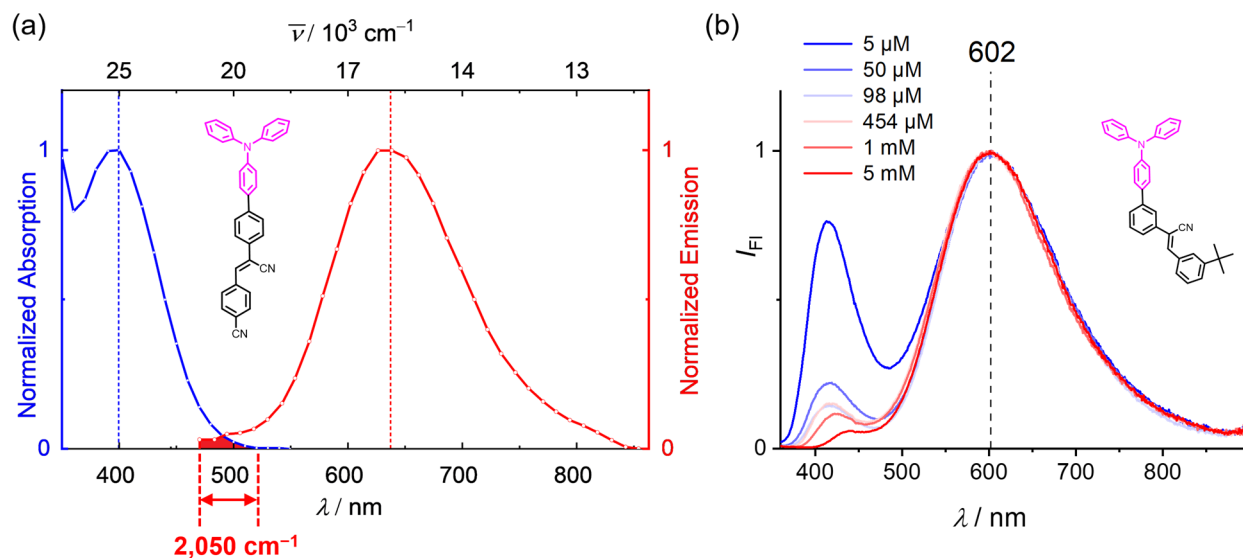 (a)
ν̅ / 10³ cm⁻¹
25 20 17 14 13
Normalized Absorption
1
0
N
CN
CN
1
0
Normalized Emission
400 500 600 700 800
λ / nm
2,050 cm⁻¹
(b)
5 µM
50 µM
98 µM
454 µM
1 mM
5 mM
602
I_FI
1
0
N
CN
400 500 600 700 800
λ / nm